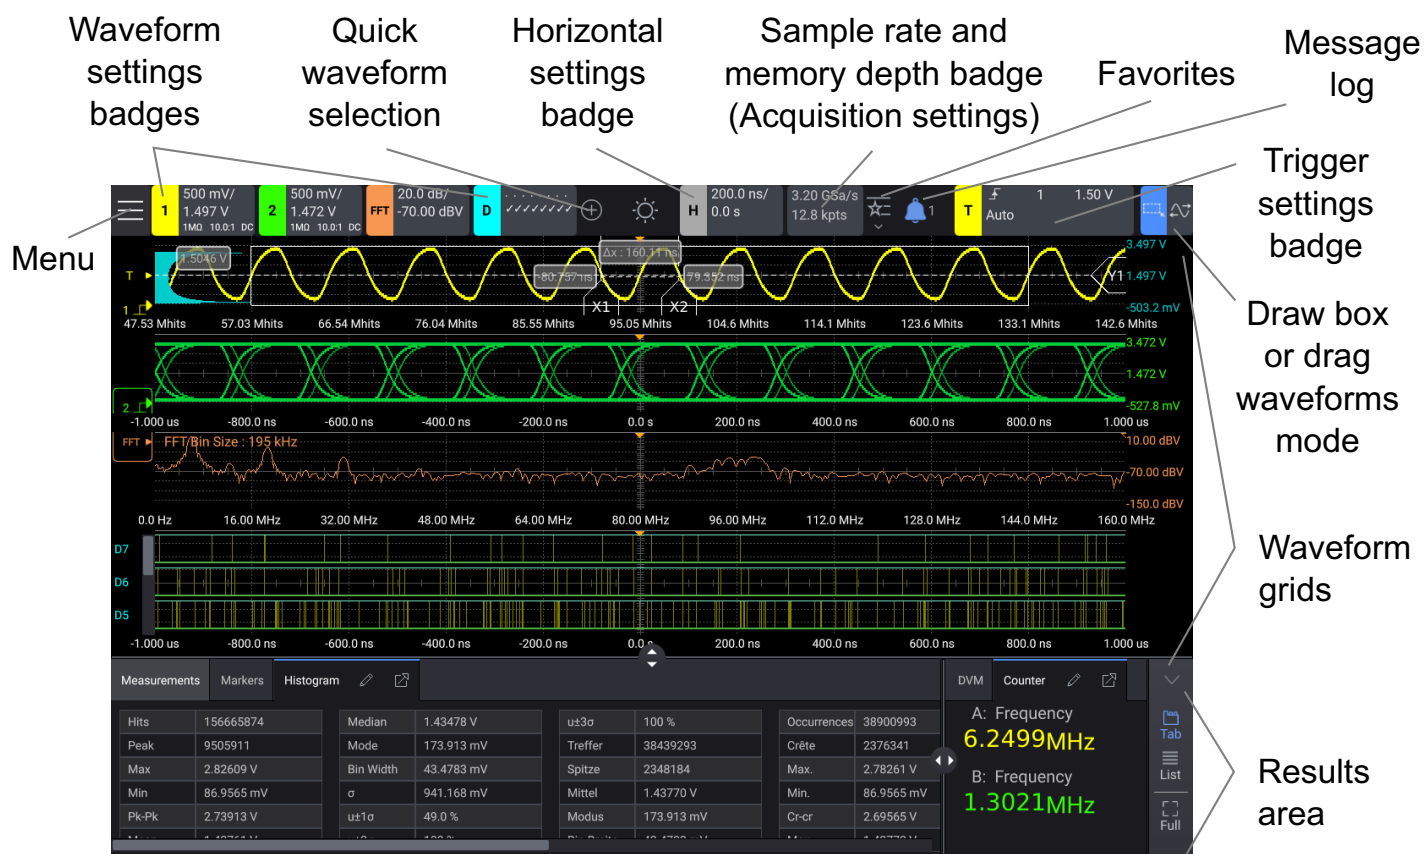 Waveform
settings
badges
Quick
waveform
selection
Horizontal
settings
badge
Sample rate and
memory depth badge
(Acquisition settings)
Favorites
Message
log
Trigger
settings
badge
Menu
Draw box
or drag
waveforms
mode
Waveform
grids
Results
area
1
500 mV/
1.497 V
1MΩ 10.0:1 DC
2
500 mV/
1.472 V
1MΩ 10.0:1 DC
FFT
20.0 dB/
-70.00 dBV
D
H
200.0 ns/
0.0 s
3.20 GSa/s
12.8 kpts
1
T
1 1.50 V
Auto
1.5046 V
Δx : 160.11 ns
-80.757 ns
79.352 ns
X1
X2
Y1
T
1
3.497 V
1.497 V
-503.2 mV
47.53 Mhits 57.03 Mhits 66.54 Mhits 76.04 Mhits 85.55 Mhits 95.05 Mhits 104.6 Mhits 114.1 Mhits 123.6 Mhits 133.1 Mhits 142.6 Mhits
3.472 V
1.472 V
-527.8 mV
2
-1.000 us -800.0 ns -600.0 ns -400.0 ns -200.0 ns 0.0 s 200.0 ns 400.0 ns 600.0 ns 800.0 ns 1.000 us
FFT
FFT Bin Size : 195 kHz
10.00 dBV
-70.00 dBV
-150.0 dBV
0.0 Hz 16.00 MHz 32.00 MHz 48.00 MHz 64.00 MHz 80.00 MHz 96.00 MHz 112.0 MHz 128.0 MHz 144.0 MHz 160.0 MHz
D7
D6
D5
-1.000 us -800.0 ns -600.0 ns -400.0 ns -200.0 ns 0.0 s 200.0 ns 400.0 ns 600.0 ns 800.0 ns 1.000 us
Measurements Markers Histogram
Hits 156665874 Median 1.43478 V u±3σ 100 % Occurrences 38900993
Peak 9505911 Mode 173.913 mV Treffer 38439293 Crête 2376341
Max 2.82609 V Bin Width 43.4783 mV Spitze 2348184 Max. 2.78261 V
Min 86.9565 mV σ 941.168 mV Mittel 1.43770 V Min. 86.9565 mV
Pk-Pk 2.73913 V u±1σ 49.0 % Modus 173.913 mV Cr-cr 2.69565 V
DVM Counter
A: Frequency
6.2499MHz
B: Frequency
1.3021MHz
Tab
List
Full